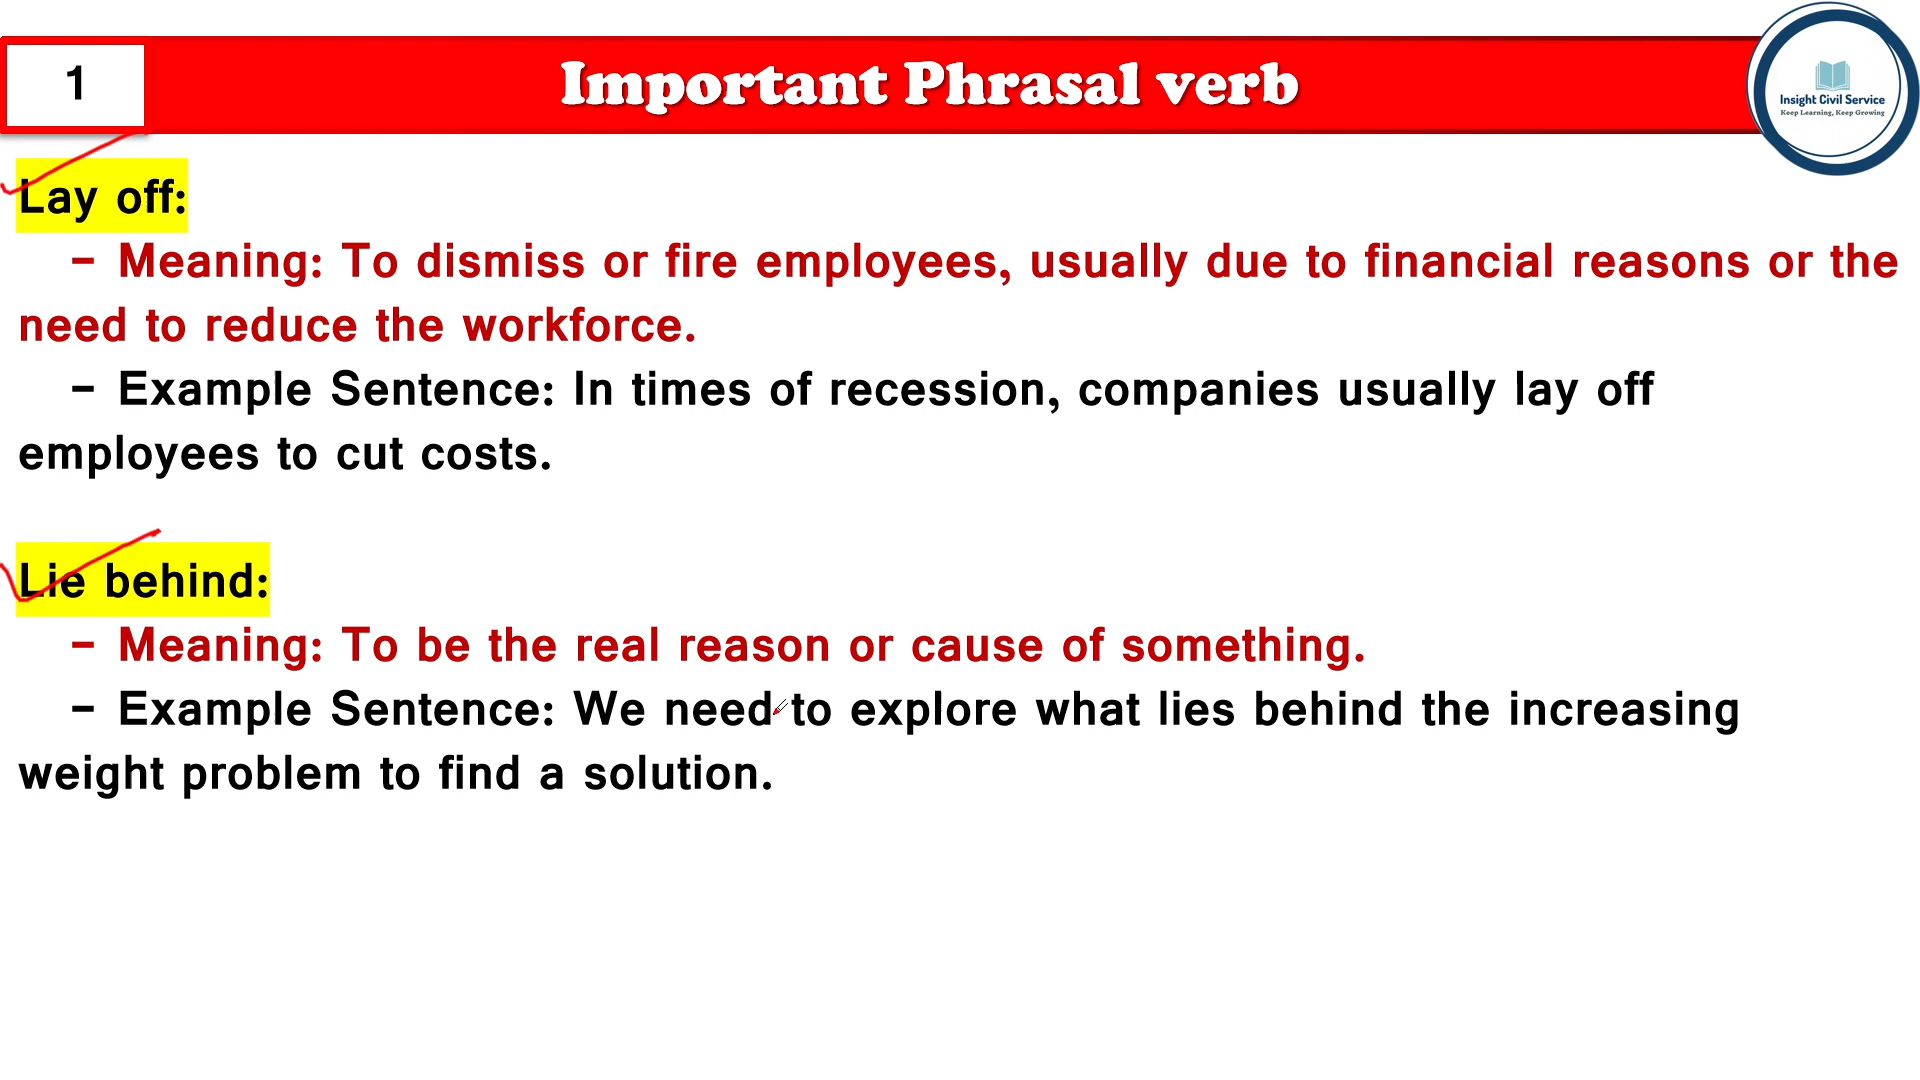 1
Important Phrasal verb
Insight Civil Service
Keep Learning, Keep Growing
Lay off:
- Meaning: To dismiss or fire employees, usually due to financial reasons or the
need to reduce the workforce.
- Example Sentence: In times of recession, companies usually lay off
employees to cut costs.
Lie behind:
- Meaning: To be the real reason or cause of something.
- Example Sentence: We need to explore what lies behind the increasing
weight problem to find a solution.